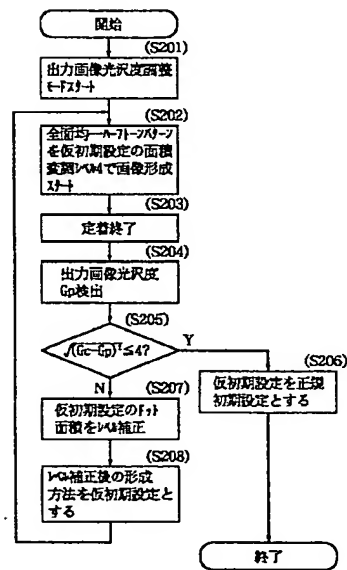 開始
(S201)
出力画像光沢度調整
モードスタート
(S202)
全面均一ハーフトーンパターン
を仮初期設定の面積
変調レベル4で画像形成
スタート
(S203)
定着終了
(S204)
出力画像光沢度
Gp検出
(S205)
√(Gc-Gp)²≦4?
Y
(S206)
仮初期設定を正規
初期設定とする
N
(S207)
仮初期設定のドット
面積をレベル補正
(S208)
レベル補正後の形成
方法を仮初期設定と
する
終了